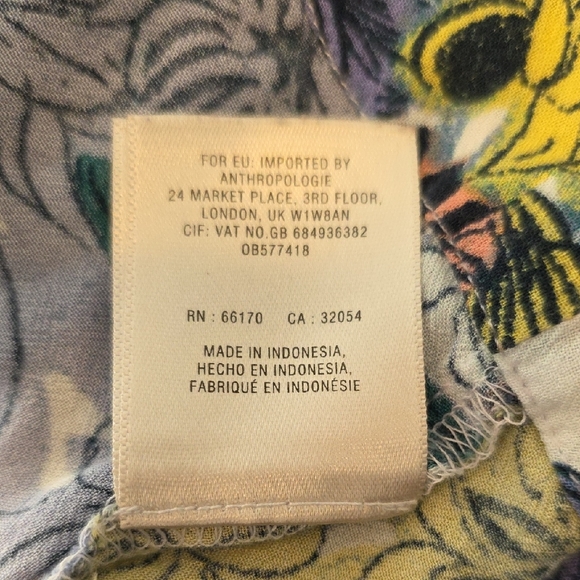 FOR EU: IMPORTED BY
ANTHROPOLOGIE
24 MARKET PLACE, 3RD FLOOR,
LONDON, UK W1W8AN
CIF: VAT NO.GB 684936382
OB577418
RN : 66170 CA : 32054
MADE IN INDONESIA,
HECHO EN INDONESIA,
FABRIQUÉ EN INDONÉSIE